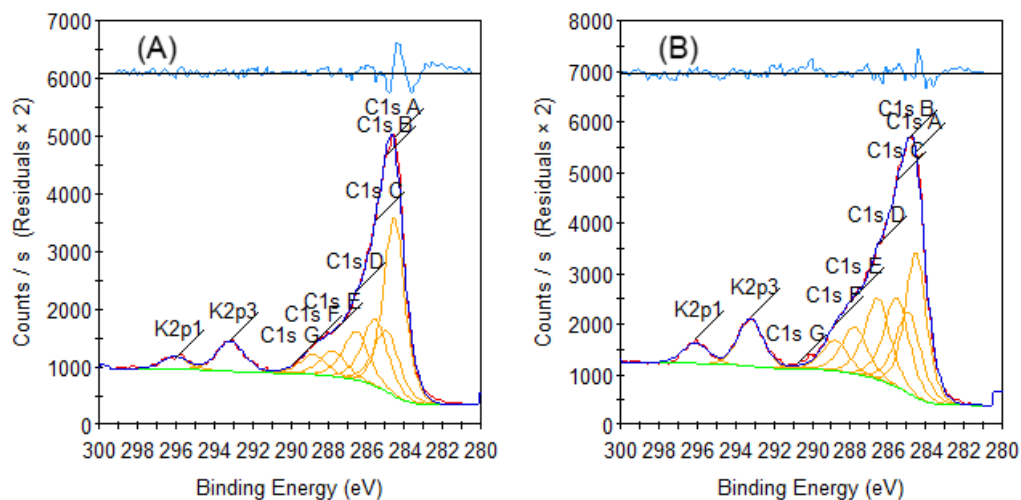 (A)
7000
6000
5000
4000
3000
2000
1000
0
Counts / s (Residuals × 2)
C1s A
C1s B
C1s C
C1s D
C1s E
C1s F
C1s G
K2p3
K2p1
300 298 296 294 292 290 288 286 284 282 280
Binding Energy (eV)
(B)
8000
7000
6000
5000
4000
3000
2000
1000
0
Counts / s (Residuals × 2)
C1s B
C1s A
C1s C
C1s D
C1s E
C1s F
C1s G
K2p3
K2p1
300 298 296 294 292 290 288 286 284 282 280
Binding Energy (eV)